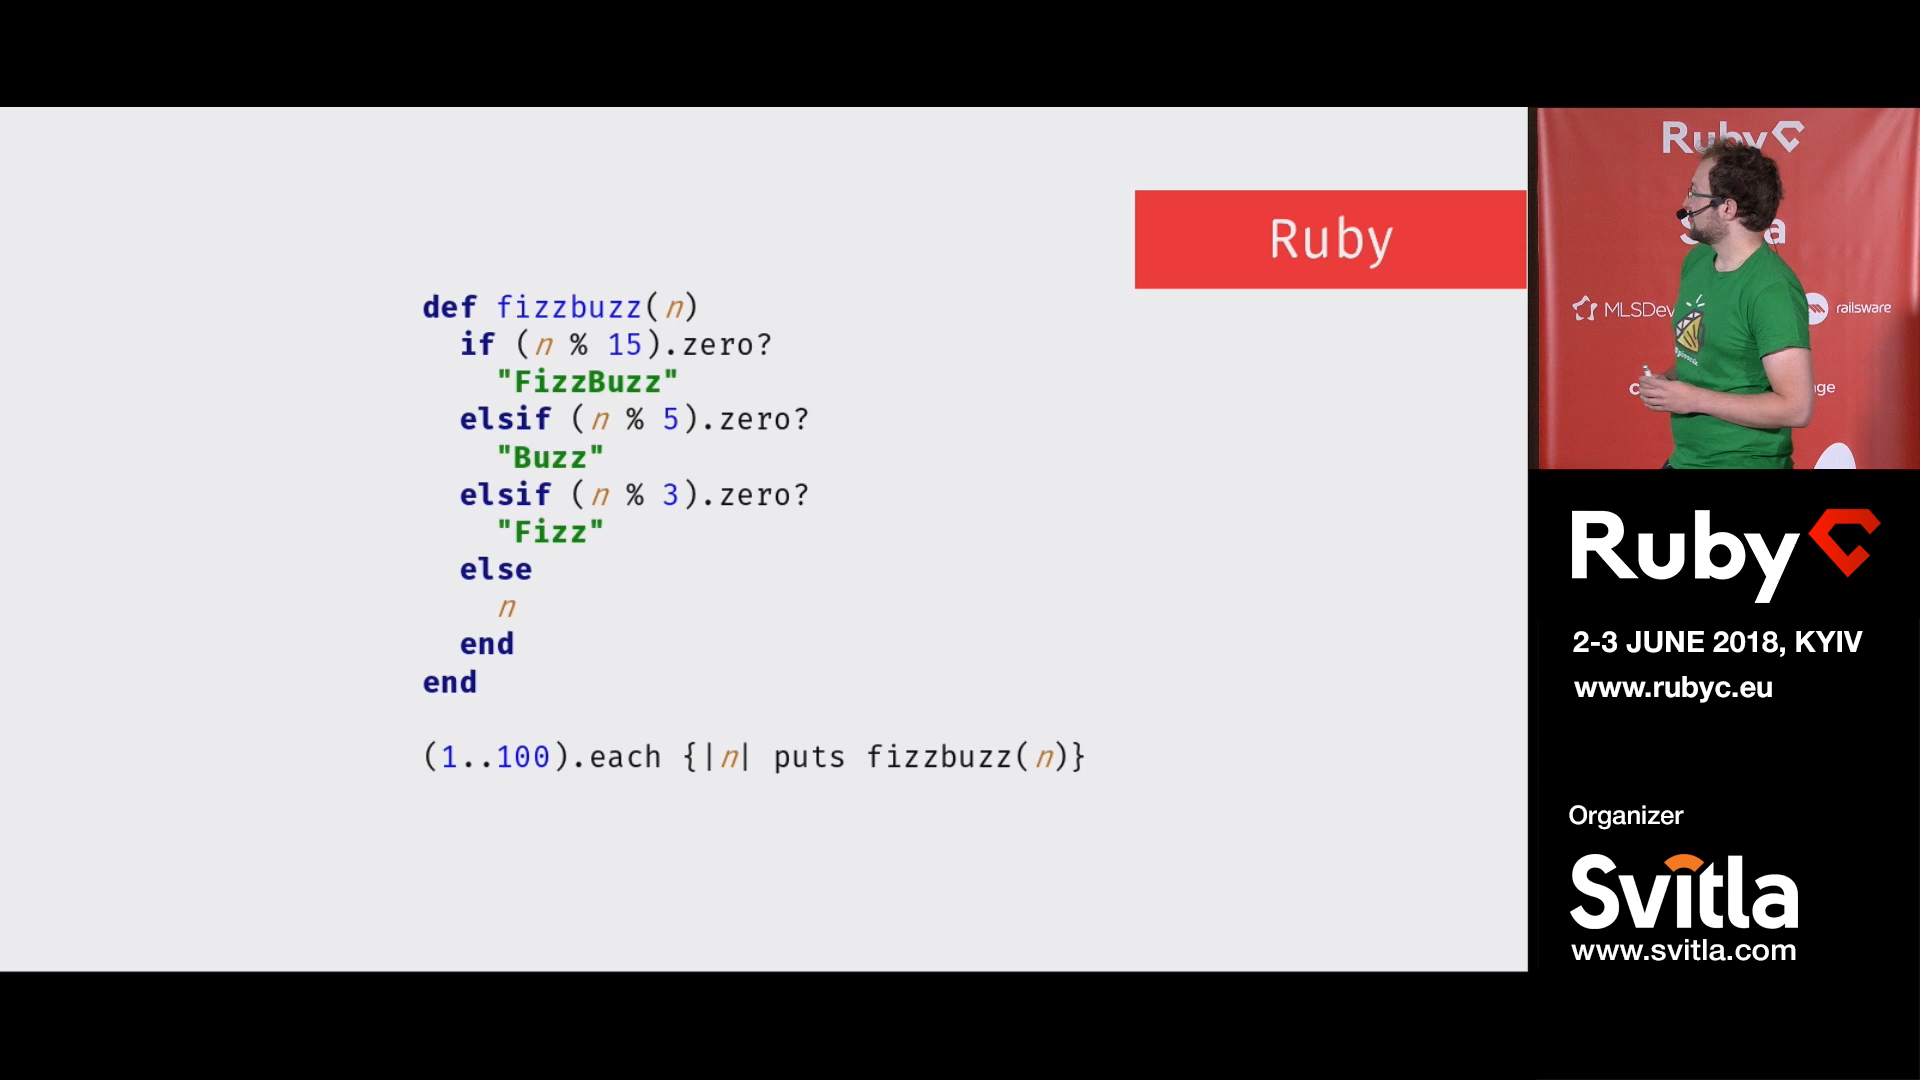 Ruby
def fizzbuzz(n)
  if (n % 15).zero?
    "FizzBuzz"
  elsif (n % 5).zero?
    "Buzz"
  elsif (n % 3).zero?
    "Fizz"
  else
    n
  end
end
(1..100).each {|n| puts fizzbuzz(n)}
Ruby
MLSDev
railsware
Ruby
2-3 JUNE 2018, KYIV
www.rubyc.eu
Organizer
Svitla
www.svitla.com